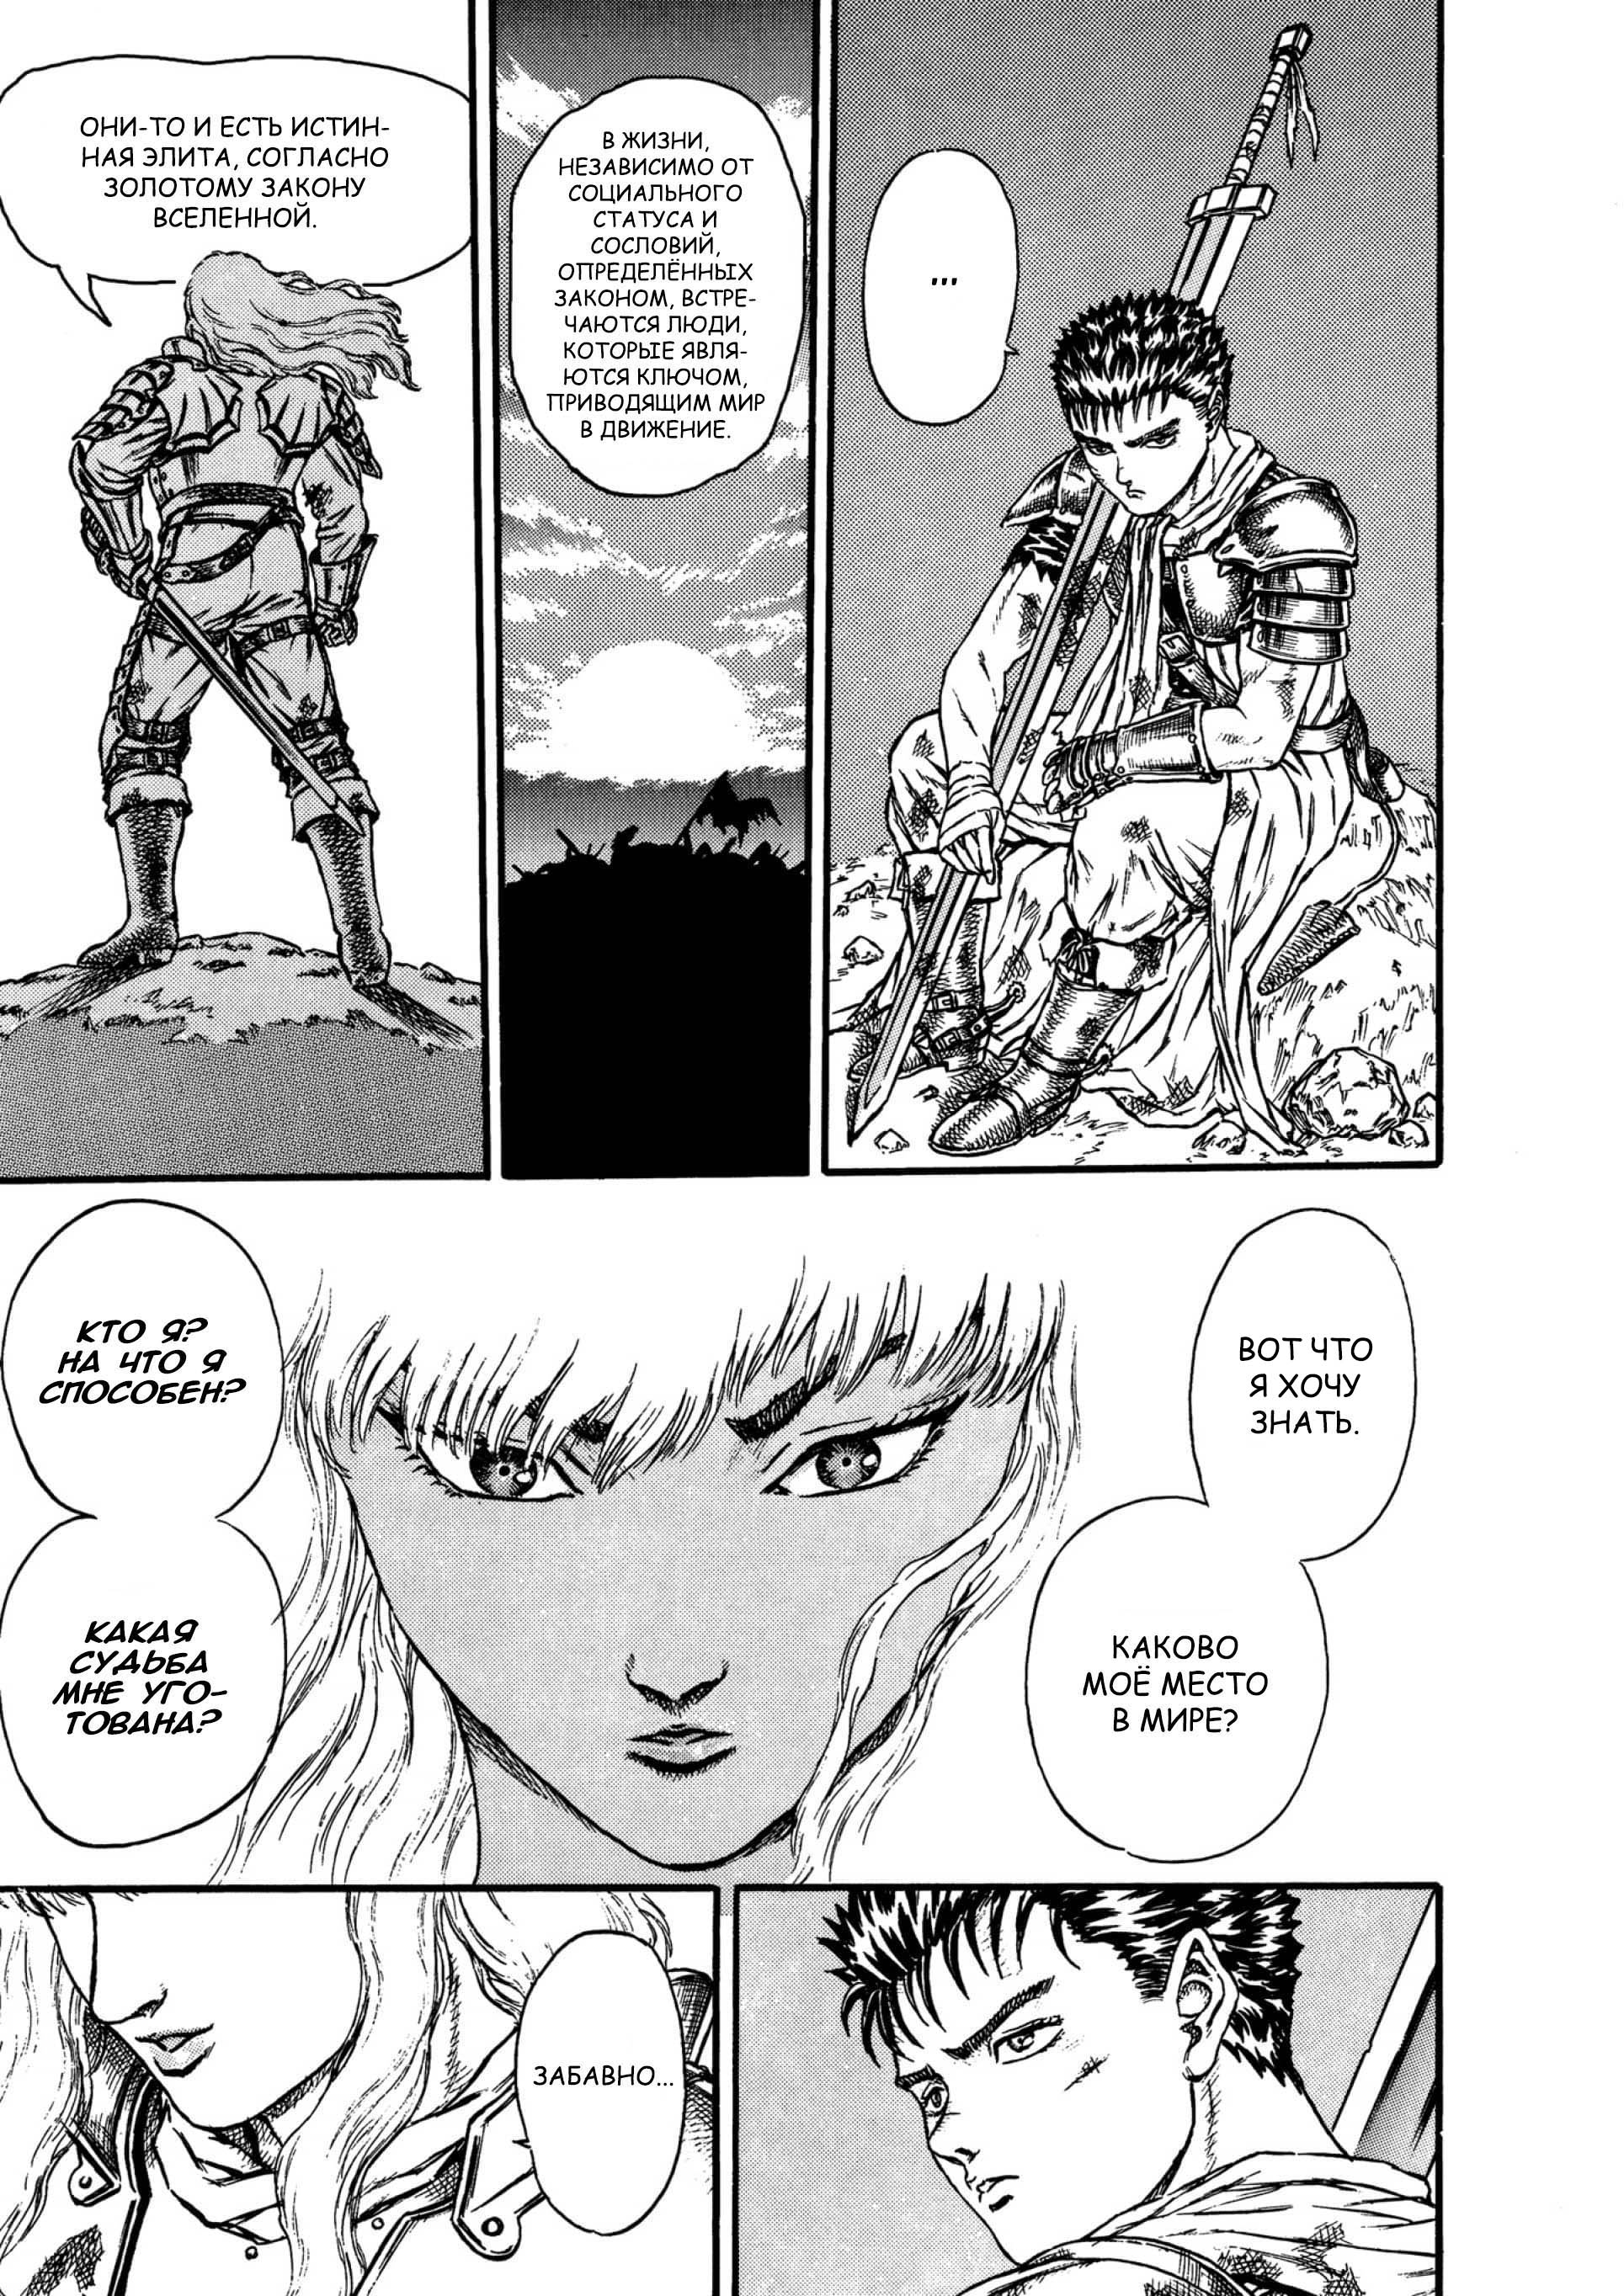 ...
В ЖИЗНИ,
НЕЗАВИСИМО ОТ
СОЦИАЛЬНОГО
СТАТУСА И
СОСЛОВИЙ,
ОПРЕДЕЛЁННЫХ
ЗАКОНОМ, ВСТРЕ-
ЧАЮТСЯ ЛЮДИ,
КОТОРЫЕ ЯВЛЯ-
ЮТСЯ КЛЮЧОМ,
ПРИВОДЯЩИМ МИР
В ДВИЖЕНИЕ.
ОНИ-ТО И ЕСТЬ ИСТИН-
НАЯ ЭЛИТА, СОГЛАСНО
ЗОЛОТОМУ ЗАКОНУ
ВСЕЛЕННОЙ.
ВОТ ЧТО
Я ХОЧУ
ЗНАТЬ.
КАКОВО
МОЁ МЕСТО
В МИРЕ?
КТО Я?
НА ЧТО Я
СПОСОБЕН?
КАКАЯ
СУДЬБА
МНЕ УГО-
ТОВАНА?
ЗАБАВНО...